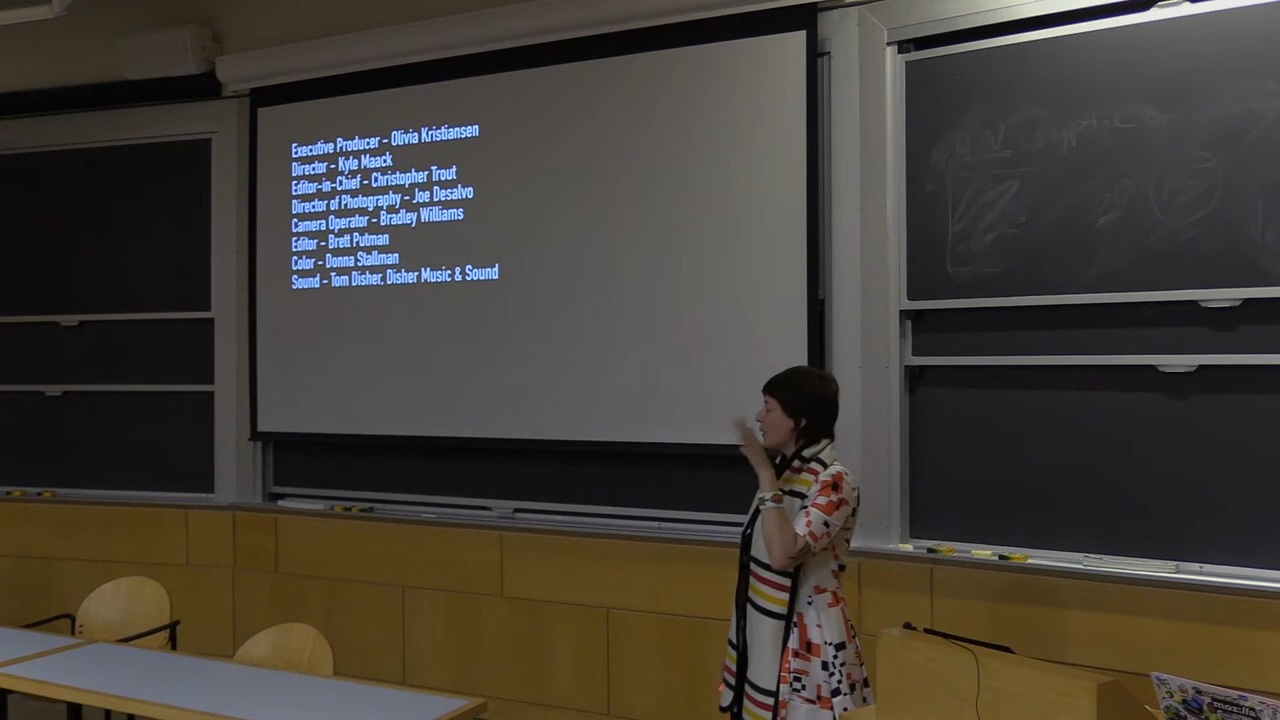 Executive Producer - Olivia Kristiansen
Director - Kyle Maack
Editor-in-Chief - Christopher Trout
Director of Photography - Joe Desalvo
Camera Operator - Bradley Williams
Editor - Brett Putman
Color - Donna Stallman
Sound - Tom Disher, Disher Music & Sound
moz://a